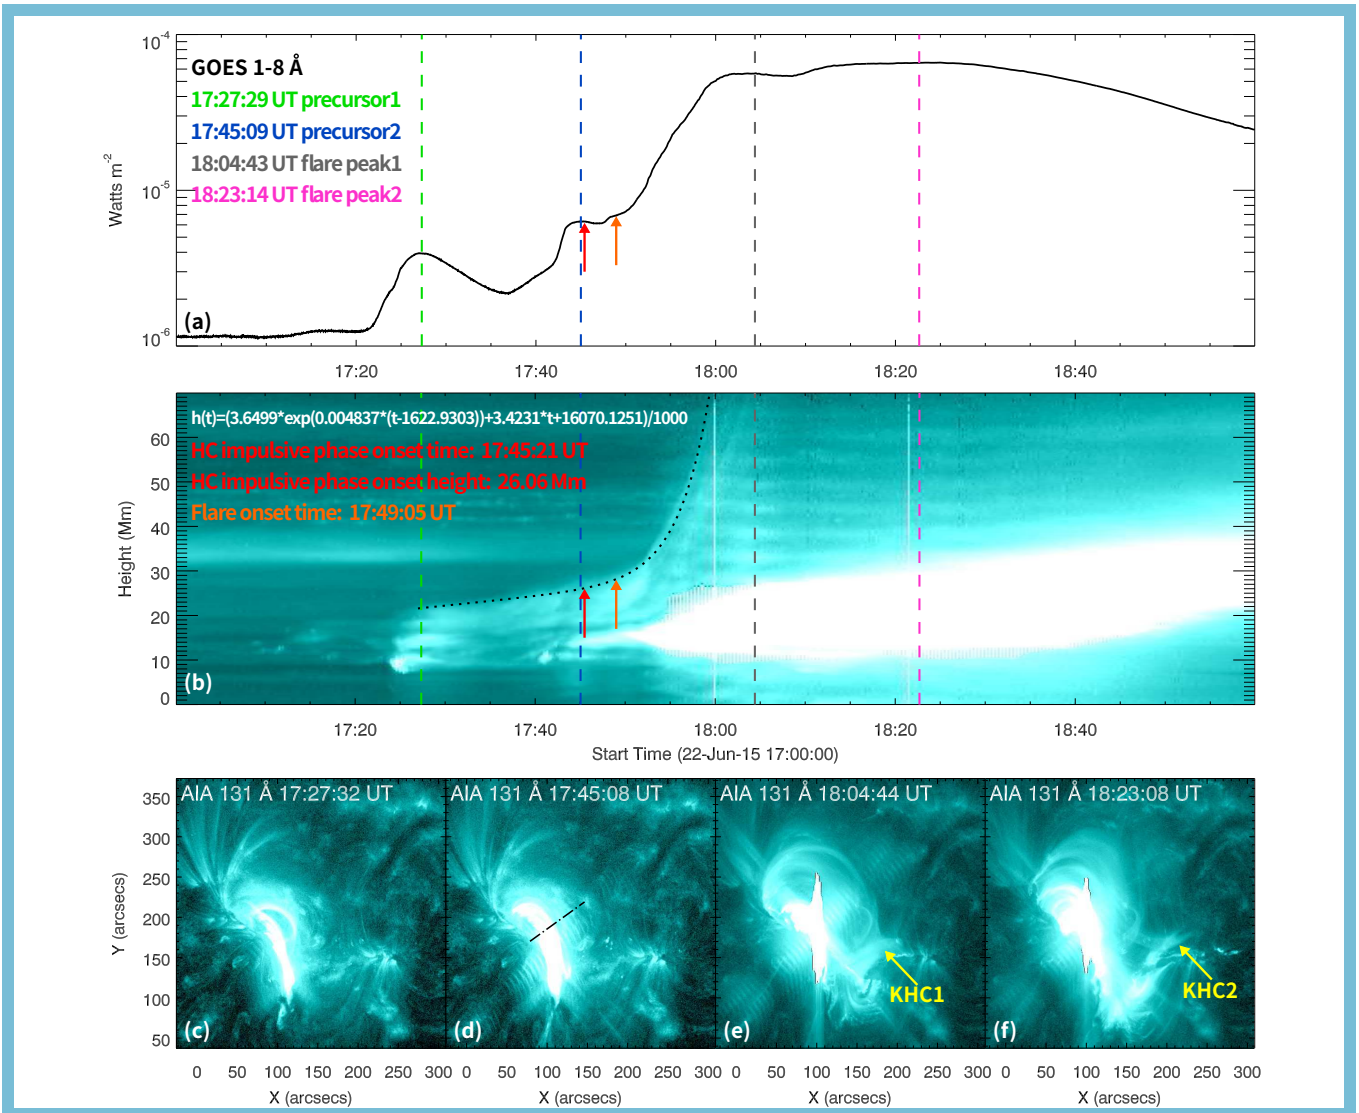 10^-4
GOES 1-8 Å
17:27:29 UT precursor1
17:45:09 UT precursor2
18:04:43 UT flare peak1
18:23:14 UT flare peak2
Watts m^-2
10^-5
(a)
10^-6
17:20 17:40 18:00 18:20 18:40
h(t)=(3.6499*exp(0.004837*(t-1622.9303))+3.4231*t+16070.1251)/1000
HC impulsive phase onset time: 17:45:21 UT
HC impulsive phase onset height: 26.06 Mm
Flare onset time: 17:49:05 UT
Height (Mm)
60
50
40
30
20
10
0
(b)
17:20 17:40 18:00 18:20 18:40
Start Time (22-Jun-15 17:00:00)
AIA 131 Å 17:27:32 UT
AIA 131 Å 17:45:08 UT
AIA 131 Å 18:04:44 UT
AIA 131 Å 18:23:08 UT
Y (arcsecs)
350
300
250
200
150
100
50
KHC1
KHC2
(c)
(d)
(e)
(f)
0 50 100 150 200 250 300
0 50 100 150 200 250 300
0 50 100 150 200 250 300
0 50 100 150 200 250 300
X (arcsecs)
X (arcsecs)
X (arcsecs)
X (arcsecs)